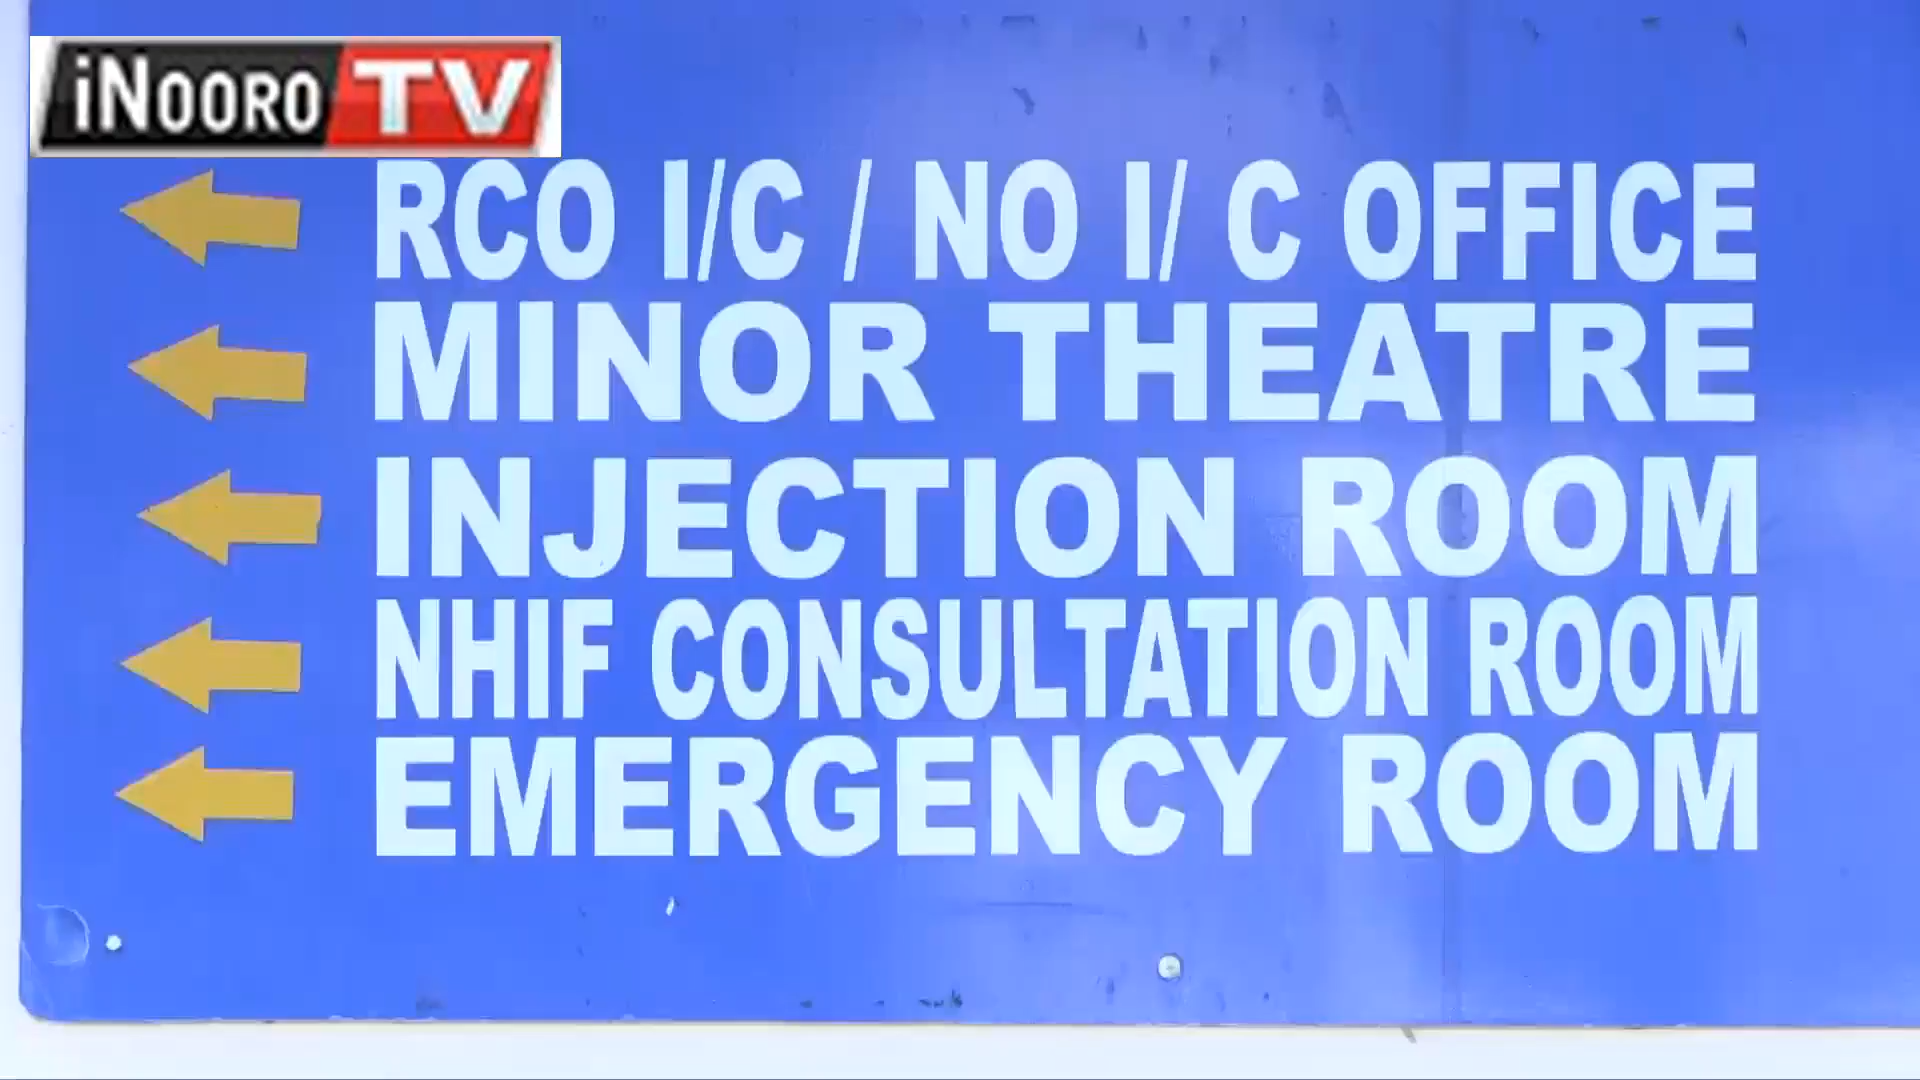 iNOORO TV
RCO I/C / NO I/ C OFFICE
MINOR THEATRE
INJECTION ROOM
NHIF CONSULTATION ROOM
EMERGENCY ROOM